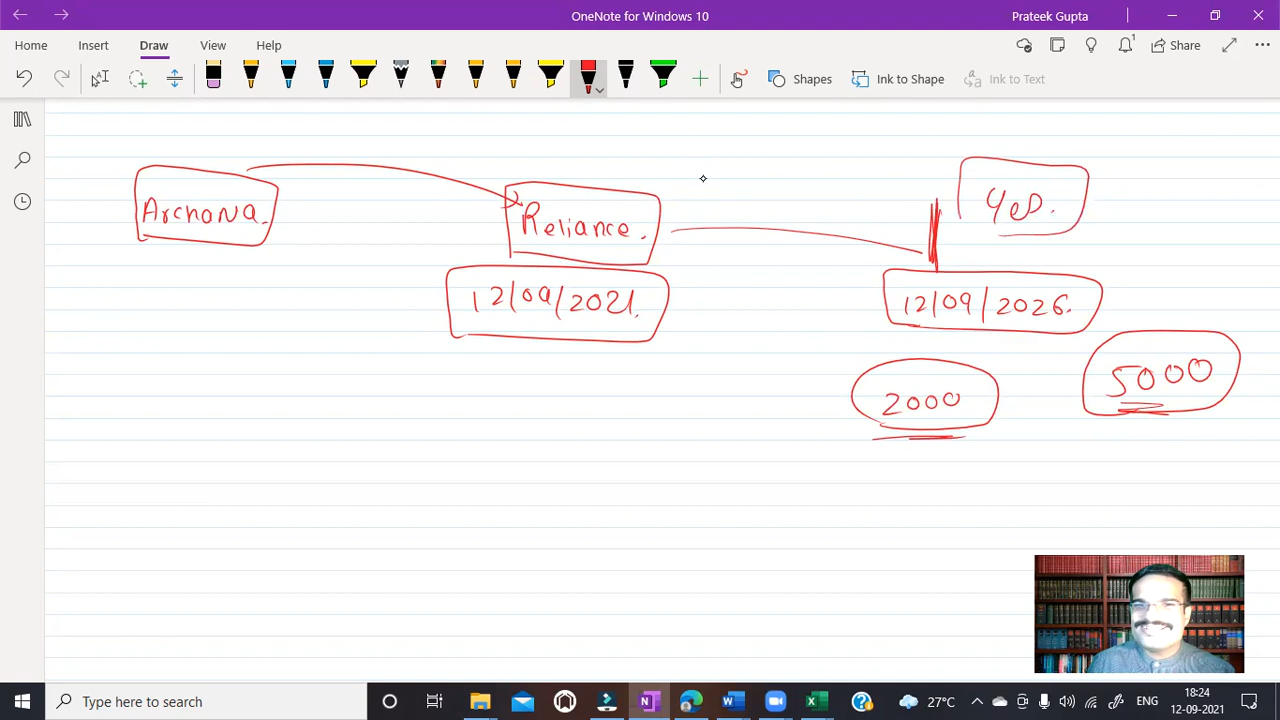 OneNote for Windows 10
Prateek Gupta
Home Insert Draw View Help
Share
Shapes
Ink to Shape
Ink to Text
Archana.
Reliance.
Yes.
12/09/2021.
12/09/2026.
2000
5000
Type here to search
27°C
ENG
18:24
12-09-2021